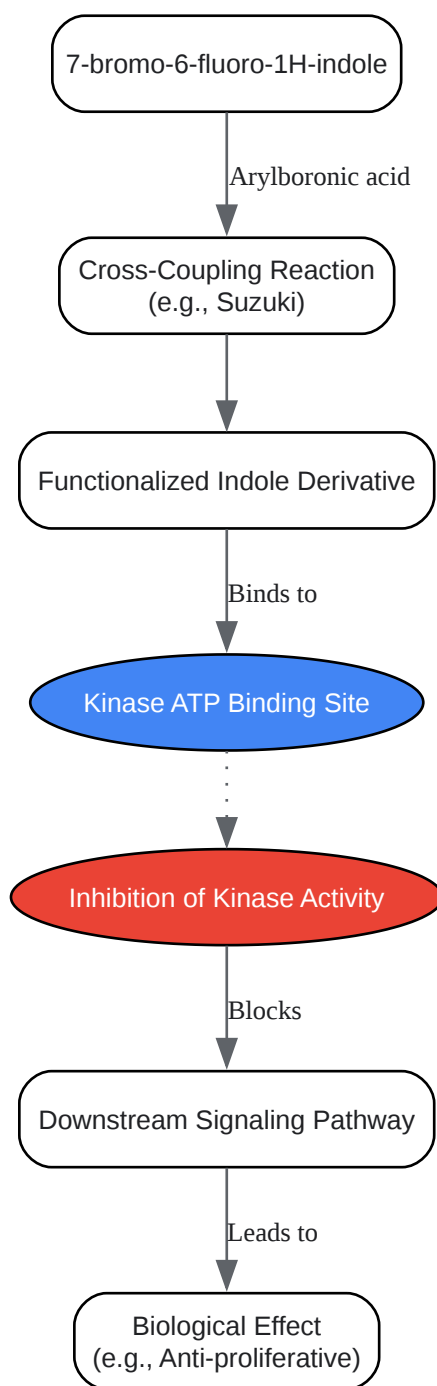 7-bromo-6-fluoro-1H-indole
Arylboronic acid
Cross-Coupling Reaction
(e.g., Suzuki)
Functionalized Indole Derivative
Binds to
Kinase ATP Binding Site
Inhibition of Kinase Activity
Blocks
Downstream Signaling Pathway
Leads to
Biological Effect
(e.g., Anti-proliferative)